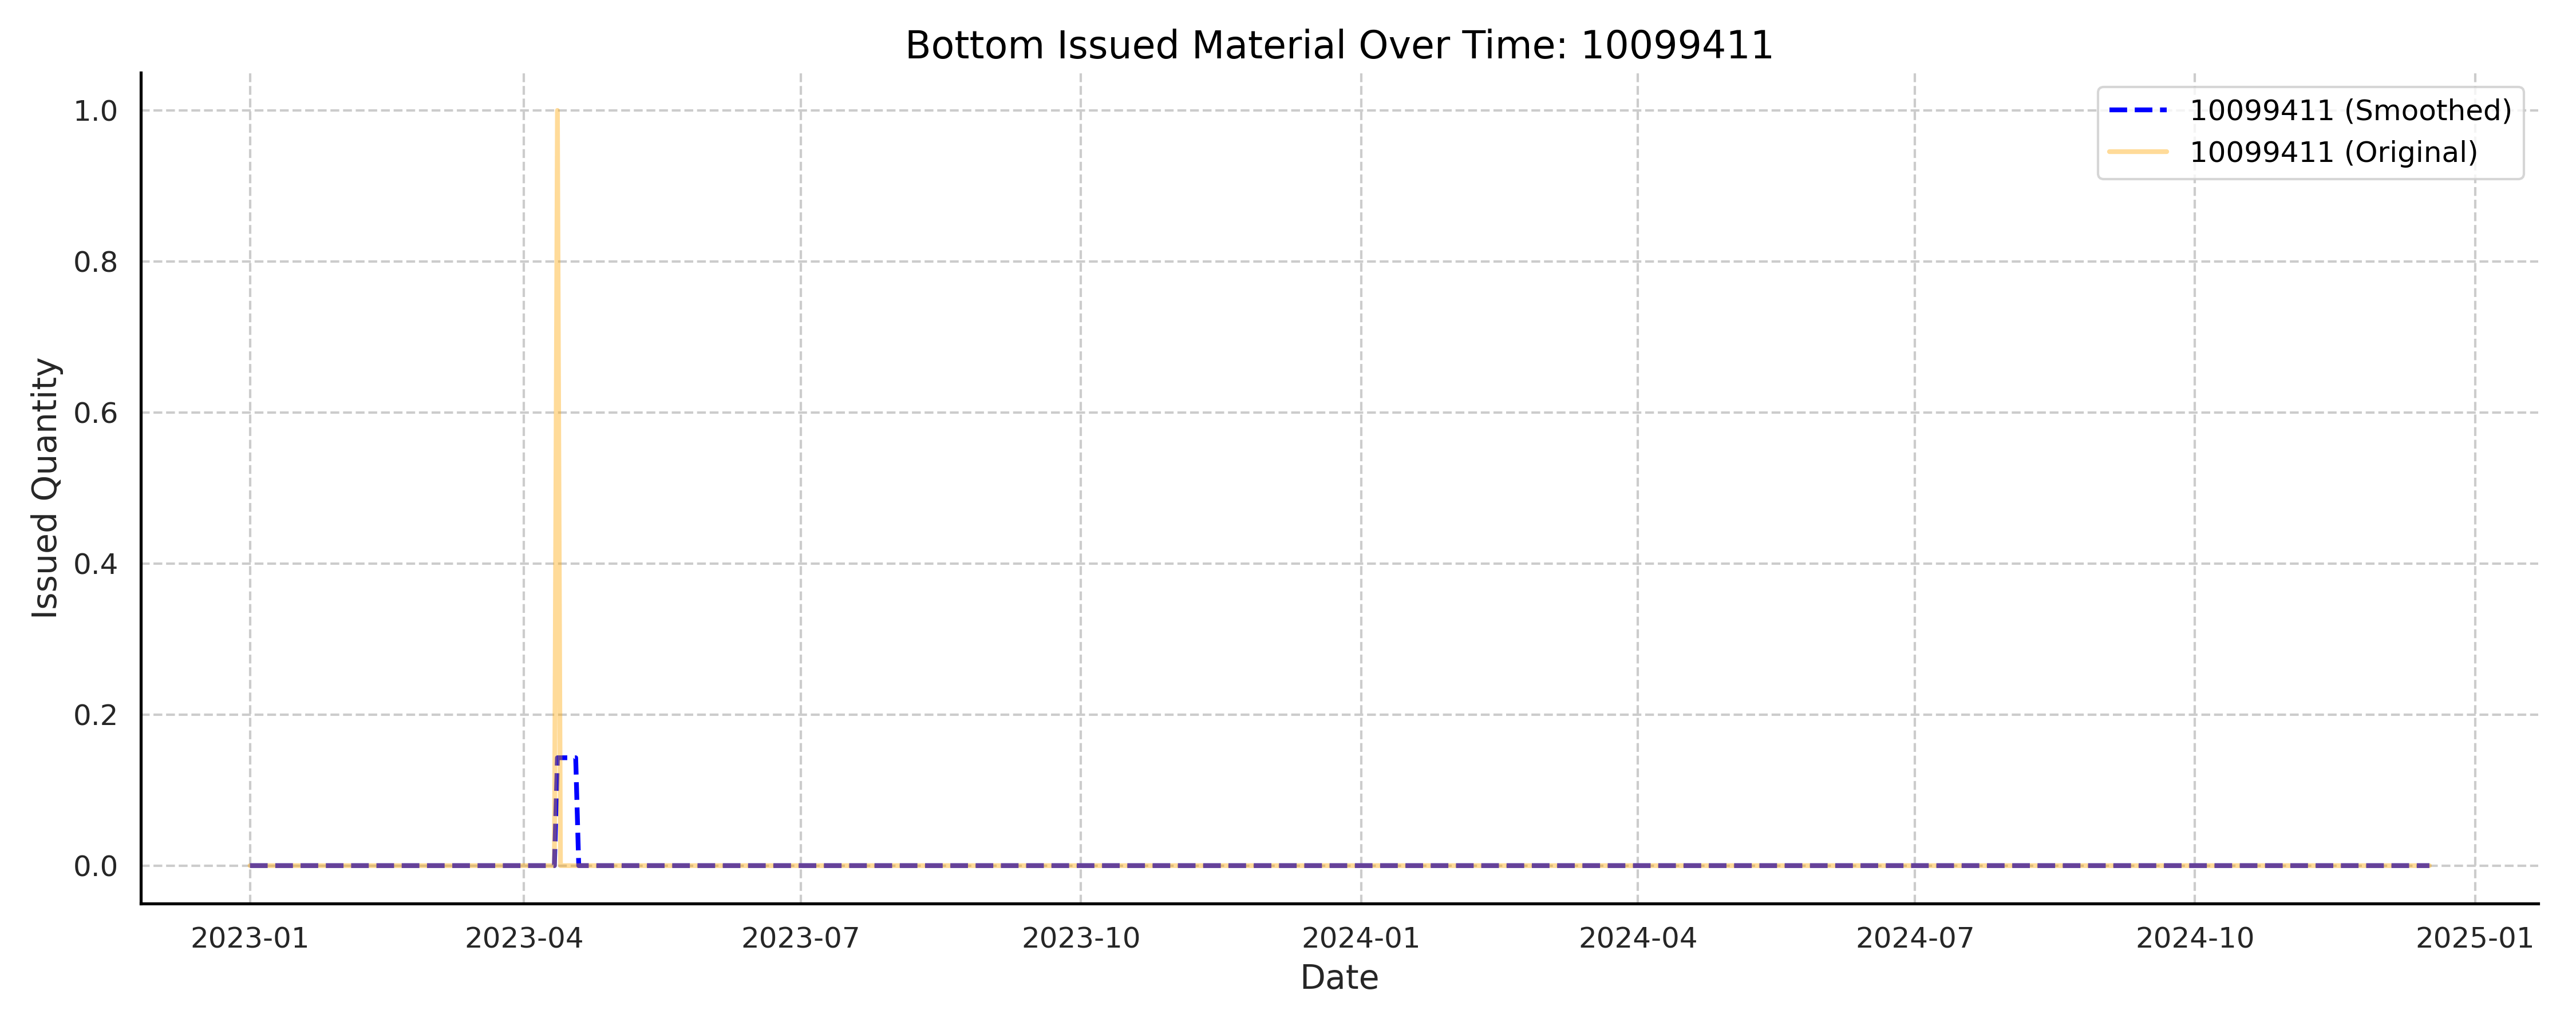 Bottom Issued Material Over Time: 10099411
10099411 (Smoothed)
10099411 (Original)
1.0
0.8
0.6
0.4
0.2
0.0
Issued Quantity
2023-01 2023-04 2023-07 2023-10 2024-01 2024-04 2024-07 2024-10 2025-01
Date